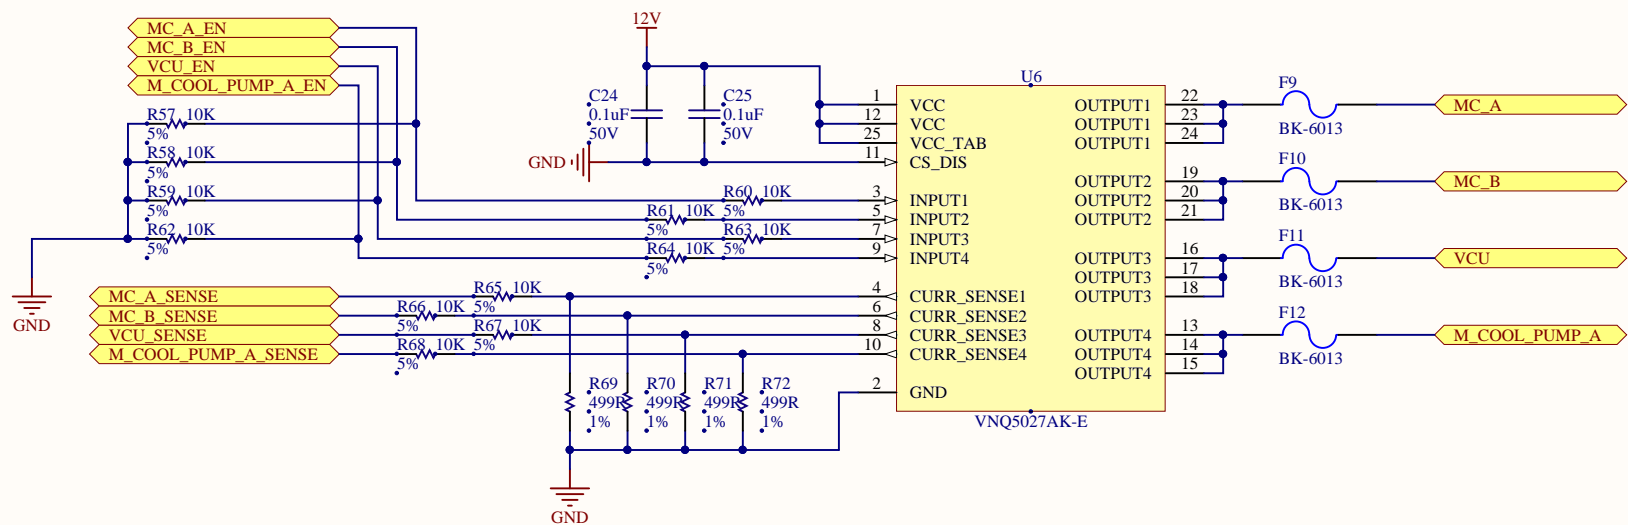 MC_A_EN
MC_B_EN
VCU_EN
M_COOL_PUMP_A_EN
R57 10K
5%
R58 10K
5%
R59 10K
5%
R62 10K
5%
GND
12V
C24
0.1uF
50V
C25
0.1uF
50V
GND
R60 10K
5%
R61 10K
5%
R63 10K
5%
R64 10K
5%
MC_A_SENSE
MC_B_SENSE
VCU_SENSE
M_COOL_PUMP_A_SENSE
R65 10K
5%
R66 10K
5%
R67 10K
5%
R68 10K
5%
R69
499R
1%
R70
499R
1%
R71
499R
1%
R72
499R
1%
GND
U6
1 VCC
12 VCC
25 VCC_TAB
11 CS_DIS
3 INPUT1
5 INPUT2
7 INPUT3
9 INPUT4
4 CURR_SENSE1
6 CURR_SENSE2
8 CURR_SENSE3
10 CURR_SENSE4
2 GND
OUTPUT1 22
OUTPUT1 23
OUTPUT1 24
OUTPUT2 19
OUTPUT2 20
OUTPUT2 21
OUTPUT3 16
OUTPUT3 17
OUTPUT3 18
OUTPUT4 13
OUTPUT4 14
OUTPUT4 15
VNQ5027AK-E
F9
BK-6013
MC_A
F10
BK-6013
MC_B
F11
BK-6013
VCU
F12
BK-6013
M_COOL_PUMP_A